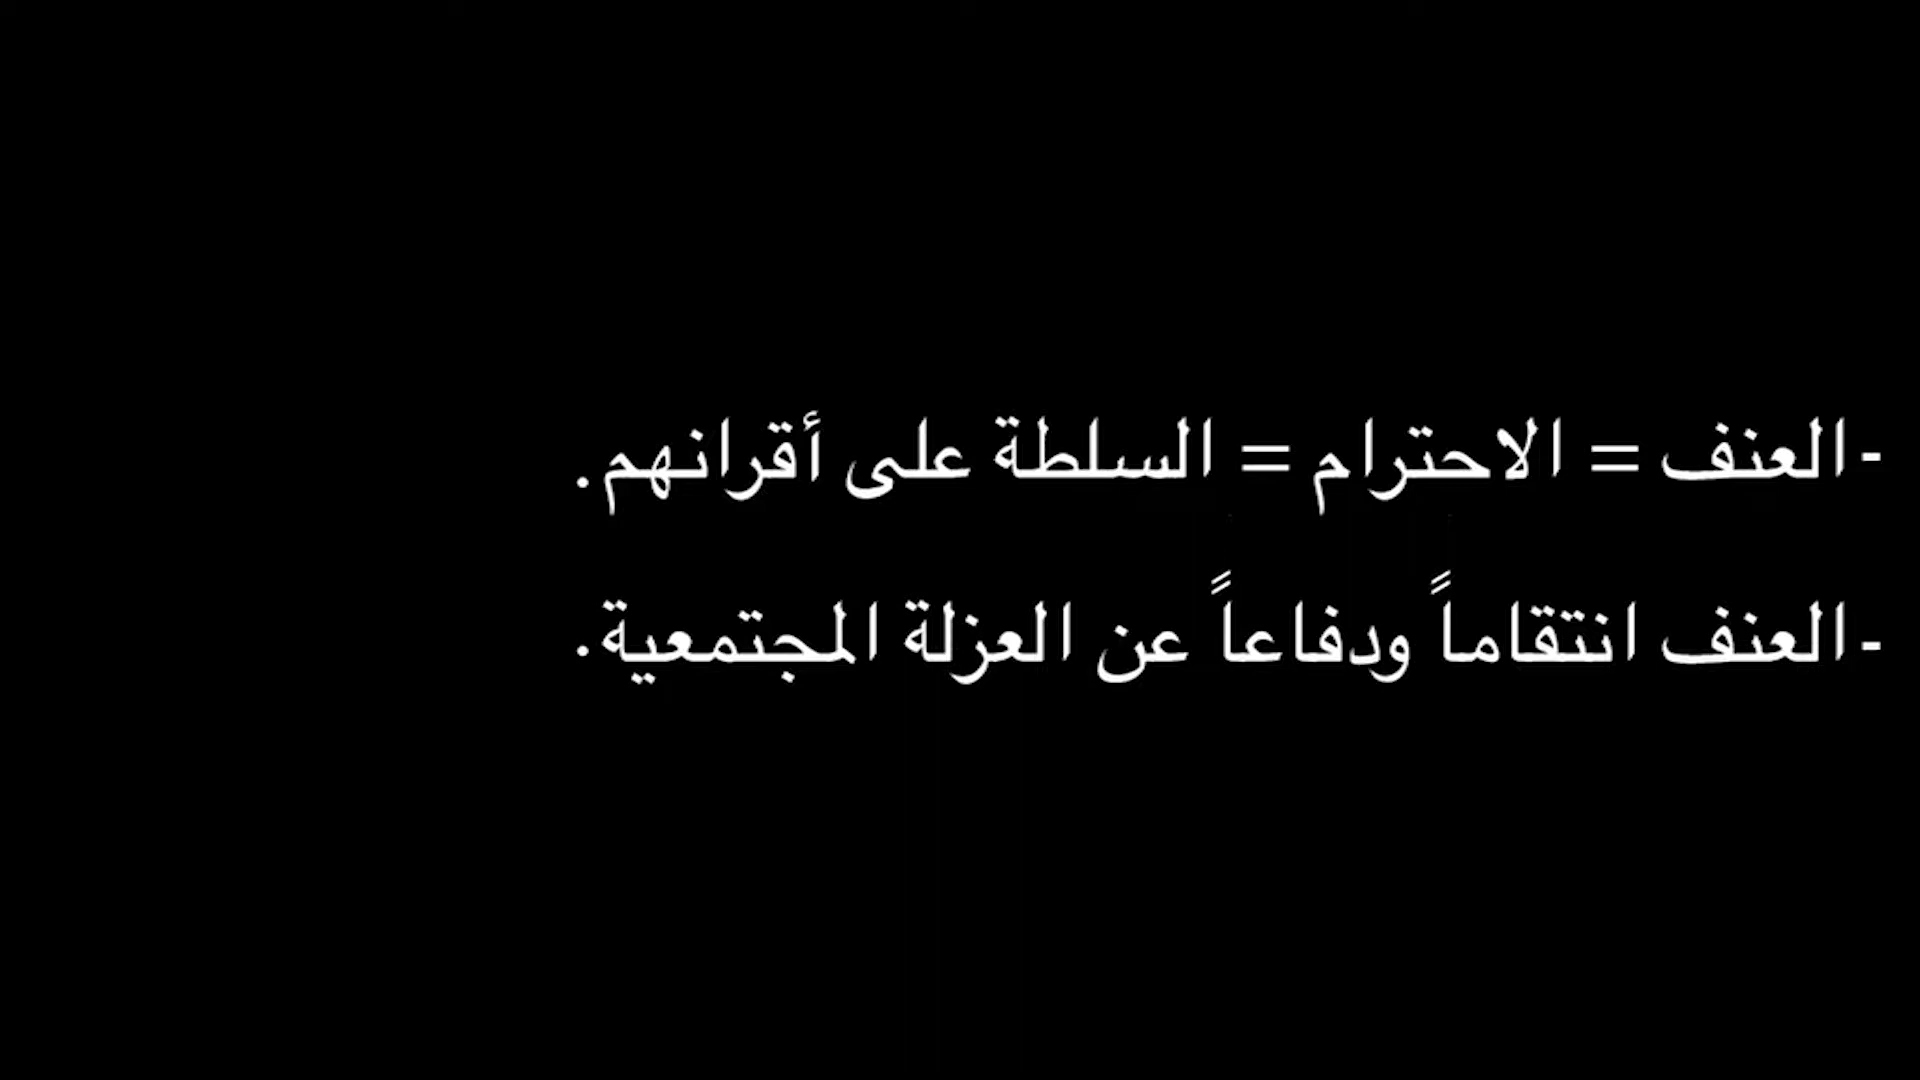 - العنف = الاحترام = السلطة على أقرانهم.
- العنف انتقاماً ودفاعاً عن العزلة المجتمعية.